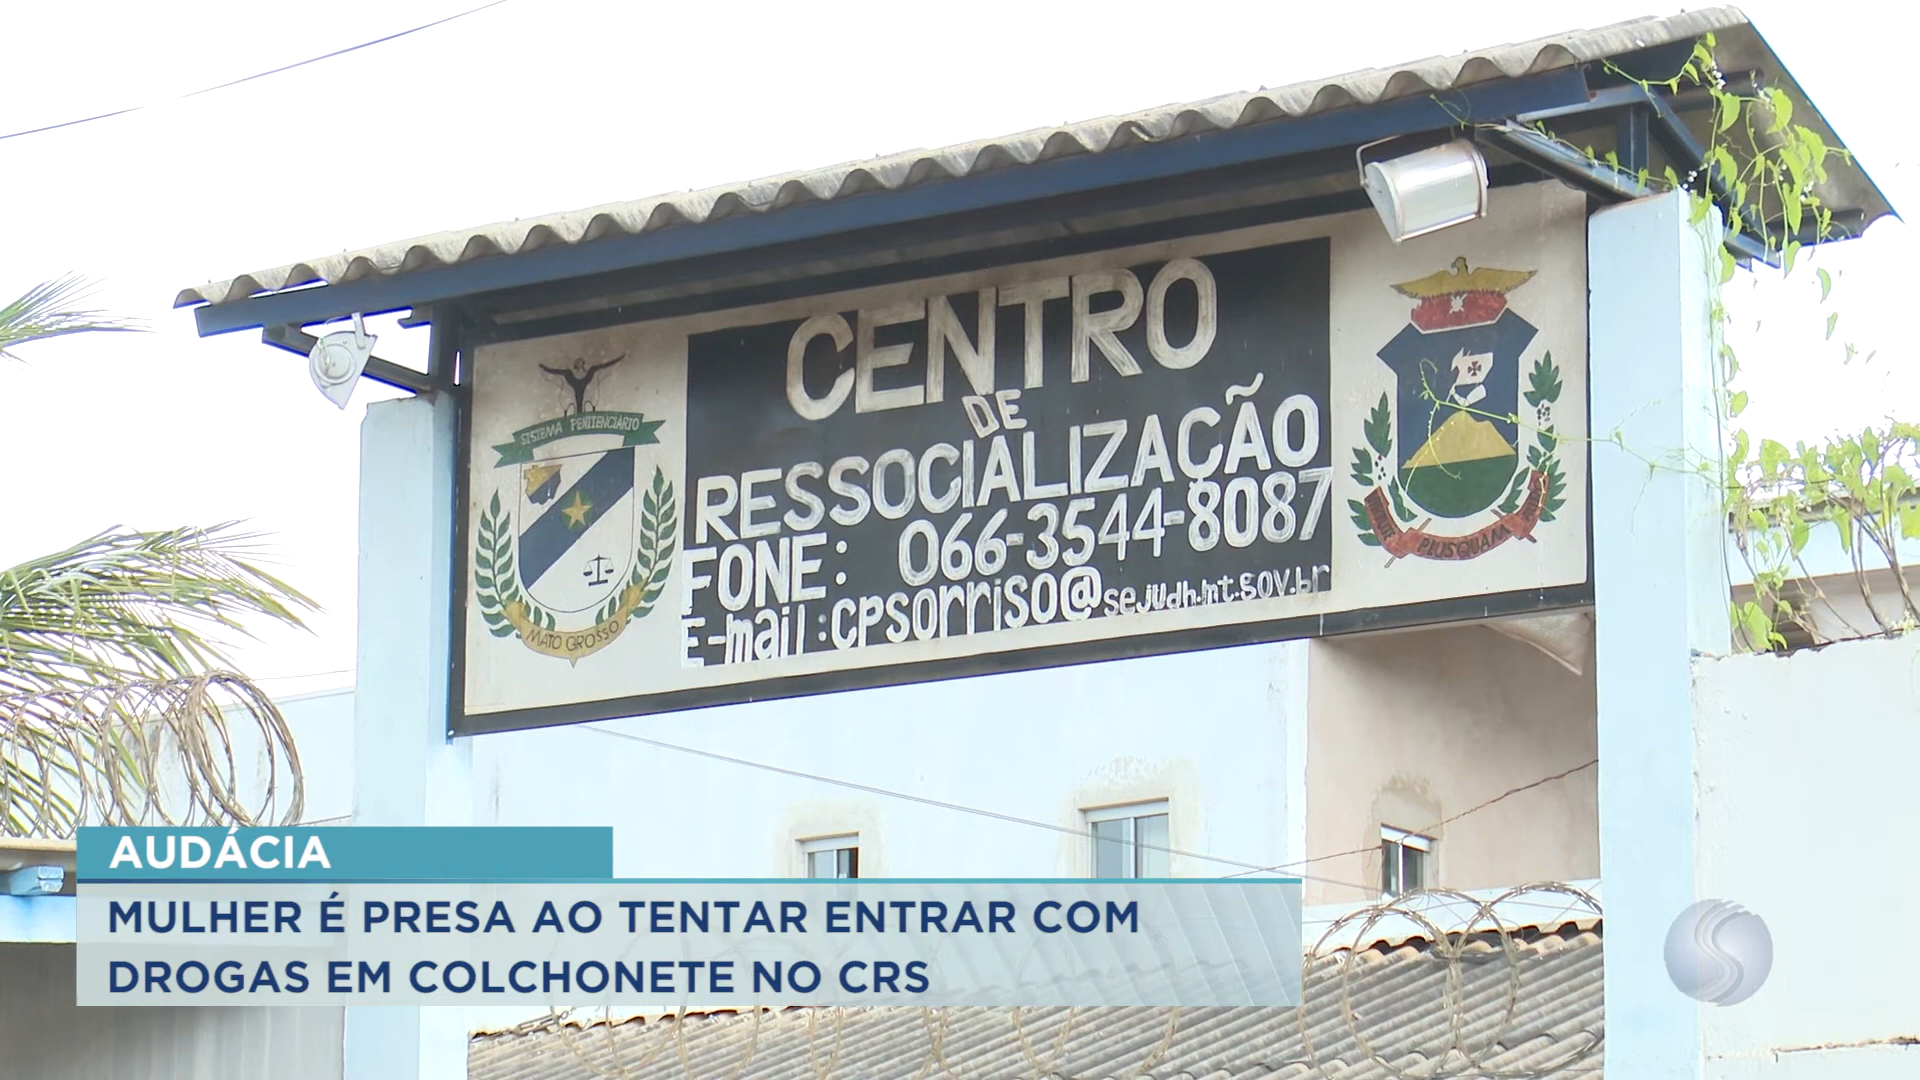 CENTRO
DE
RESSOCIALIZAÇÃO
FONE: 066-3544-8087
E-mail:cpsorriso@sejudh.mt.gov.br
SISTEMA PENITENCIÁRIO
MATO GROSSO
PLUSQUAM
AUDÁCIA
MULHER É PRESA AO TENTAR ENTRAR COM
DROGAS EM COLCHONETE NO CRS